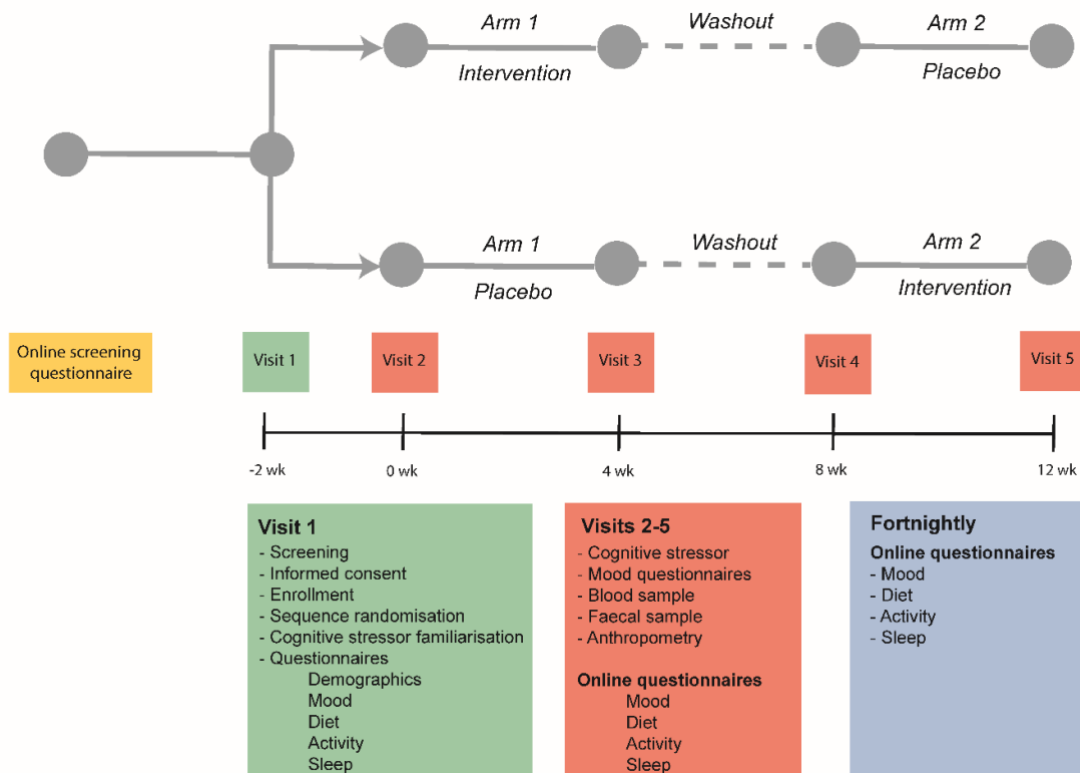 Arm 1
Washout
Arm 2
Intervention
Placebo
Arm 1
Washout
Arm 2
Placebo
Intervention
Online screening
questionnaire
Visit 1
Visit 2
Visit 3
Visit 4
Visit 5
-2 wk
0 wk
4 wk
8 wk
12 wk
Visit 1
- Screening
- Informed consent
- Enrollment
- Sequence randomisation
- Cognitive stressor familiarisation
- Questionnaires
Demographics
Mood
Diet
Activity
Sleep
Visits 2-5
- Cognitive stressor
- Mood questionnaires
- Blood sample
- Faecal sample
- Anthropometry
Online questionnaires
Mood
Diet
Activity
Sleep
Fortnightly
Online questionnaires
- Mood
- Diet
- Activity
- Sleep